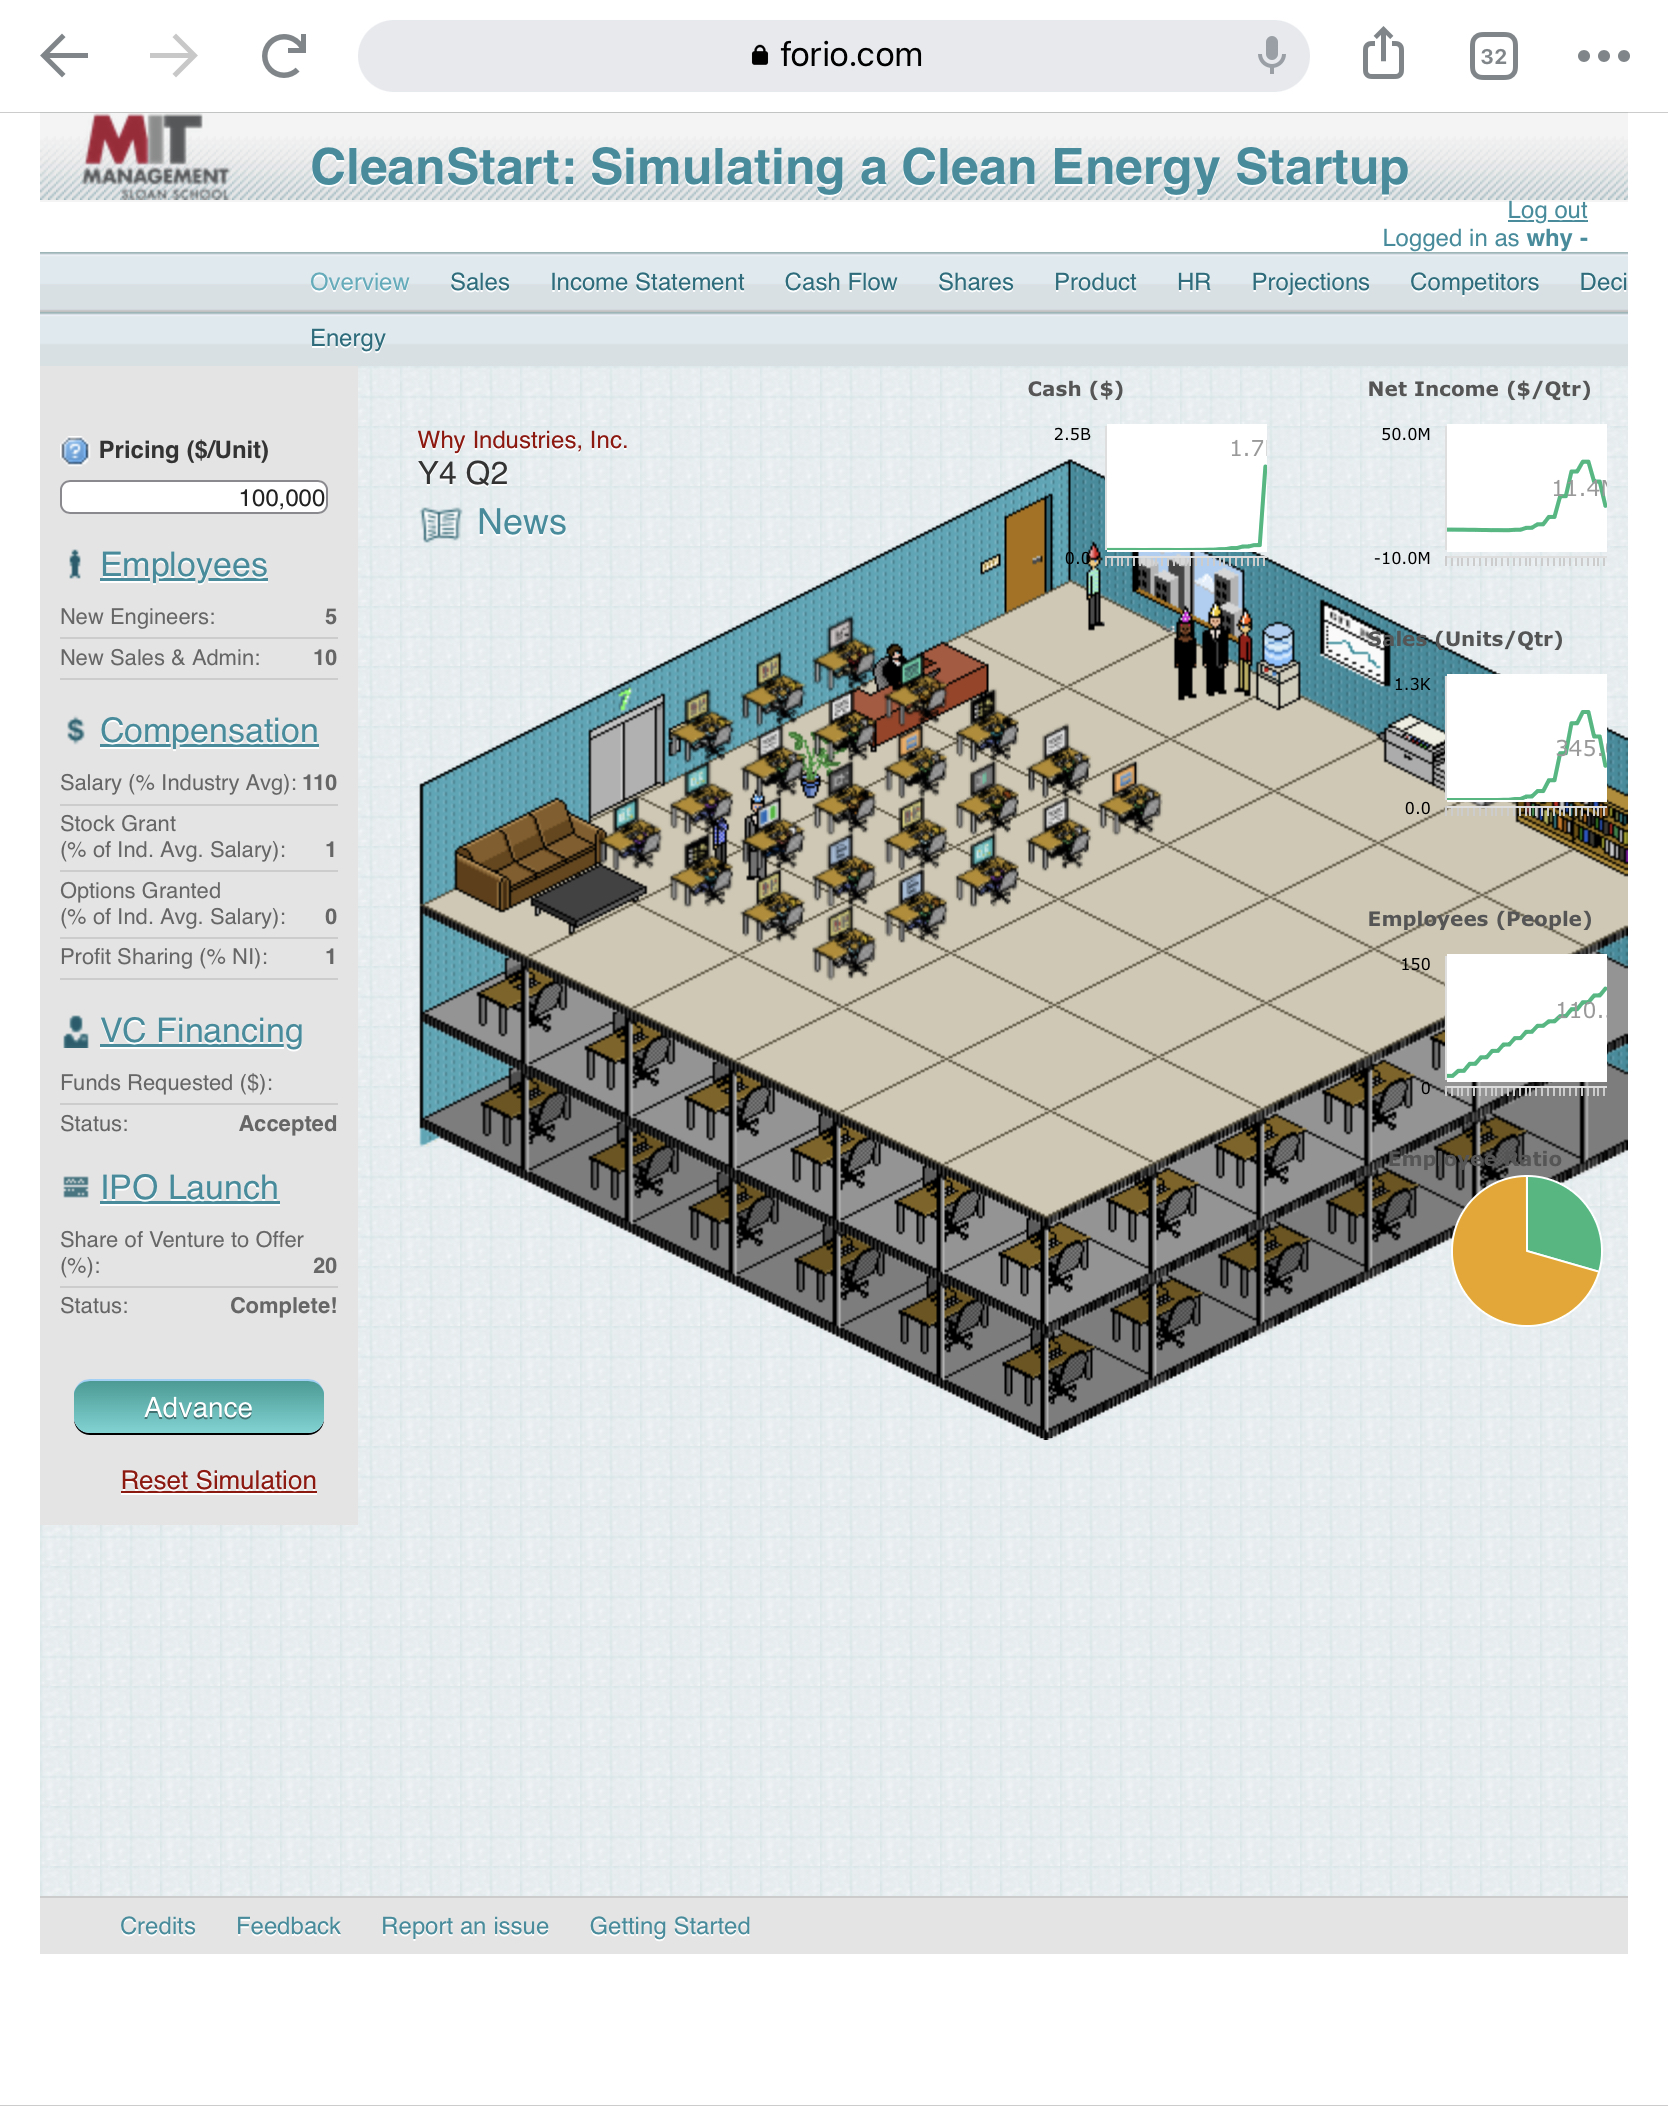 forio.com
32
MIT
MANAGEMENT
SLOAN SCHOOL
CleanStart: Simulating a Clean Energy Startup
Log out
Logged in as why -
Overview Sales Income Statement Cash Flow Shares Product HR Projections Competitors Deci
Energy
Pricing ($/Unit)
100,000
Employees
New Engineers: 5
New Sales & Admin: 10
Compensation
Salary (% Industry Avg): 110
Stock Grant
(% of Ind. Avg. Salary): 1
Options Granted
(% of Ind. Avg. Salary): 0
Profit Sharing (% NI): 1
VC Financing
Funds Requested ($):
Status: Accepted
IPO Launch
Share of Venture to Offer
(%): 20
Status: Complete!
Advance
Reset Simulation
Why Industries, Inc.
Y4 Q2
News
7
Cash ($)
2.5B
1.7
0.0
Net Income ($/Qtr)
50.0M
11.4M
-10.0M
Sales (Units/Qtr)
1.3K
345.
0.0
Employees (People)
150
110.
0
Employee Ratio
Credits Feedback Report an issue Getting Started